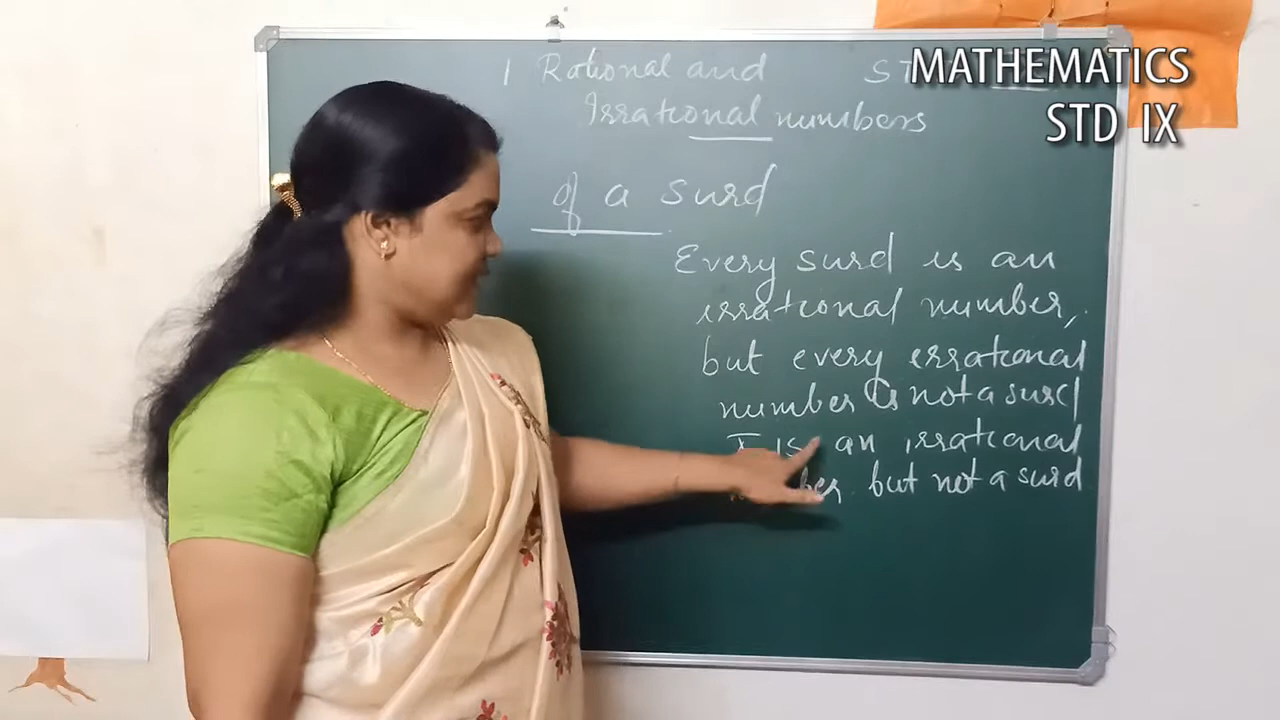 1 Rational and
Irrational numbers
MATHEMATICS
STD IX
of a surd
Every surd is an
irrational number,
but every irrational
number is not a surd
is an irrational
but not a surd